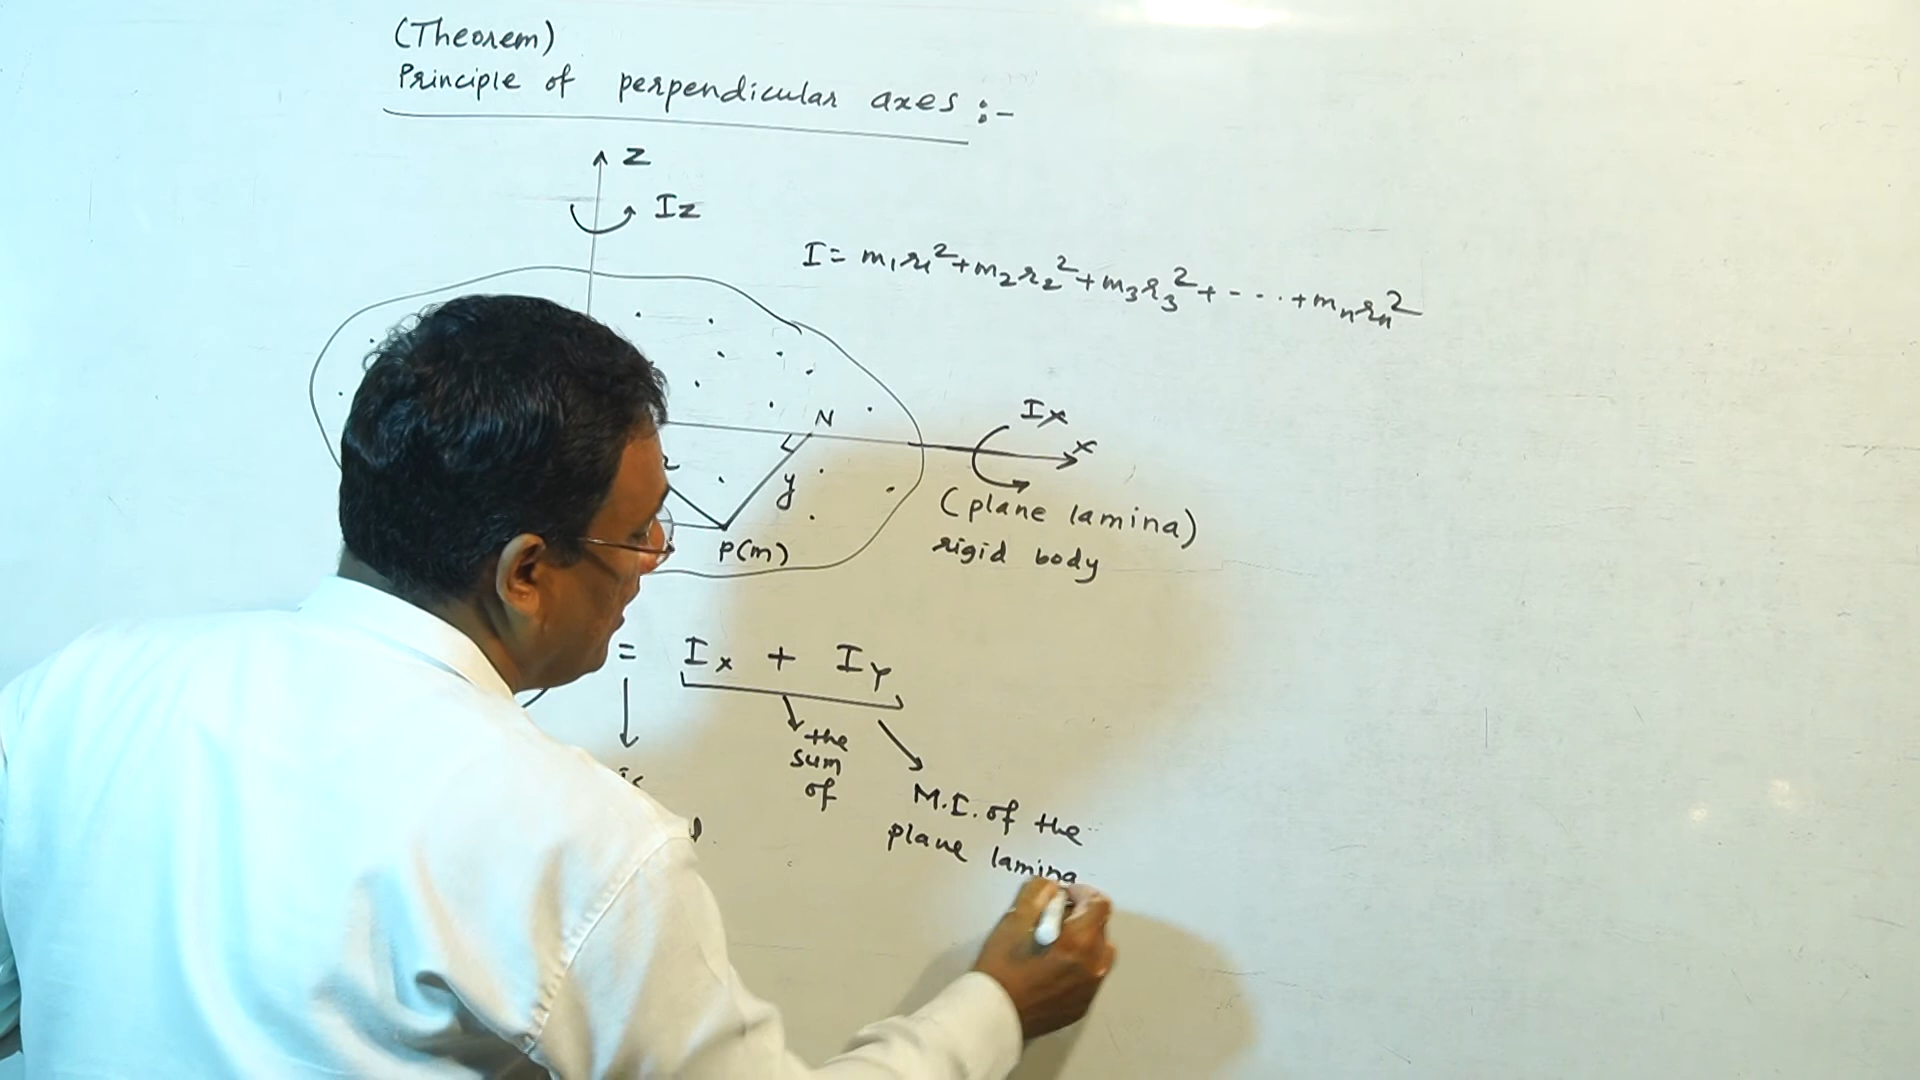 (Theorem)
Principle of perpendicular axes :-
Z
Iz
I = m₁r₁² + m₂r₂² + m₃r₃² + - - - . + mₙrₙ²
N
Ix
x
y
(plane lamina)
rigid body
P(m)
= Ix + IY
the
sum
of
is
M.I. of the
plane lamina